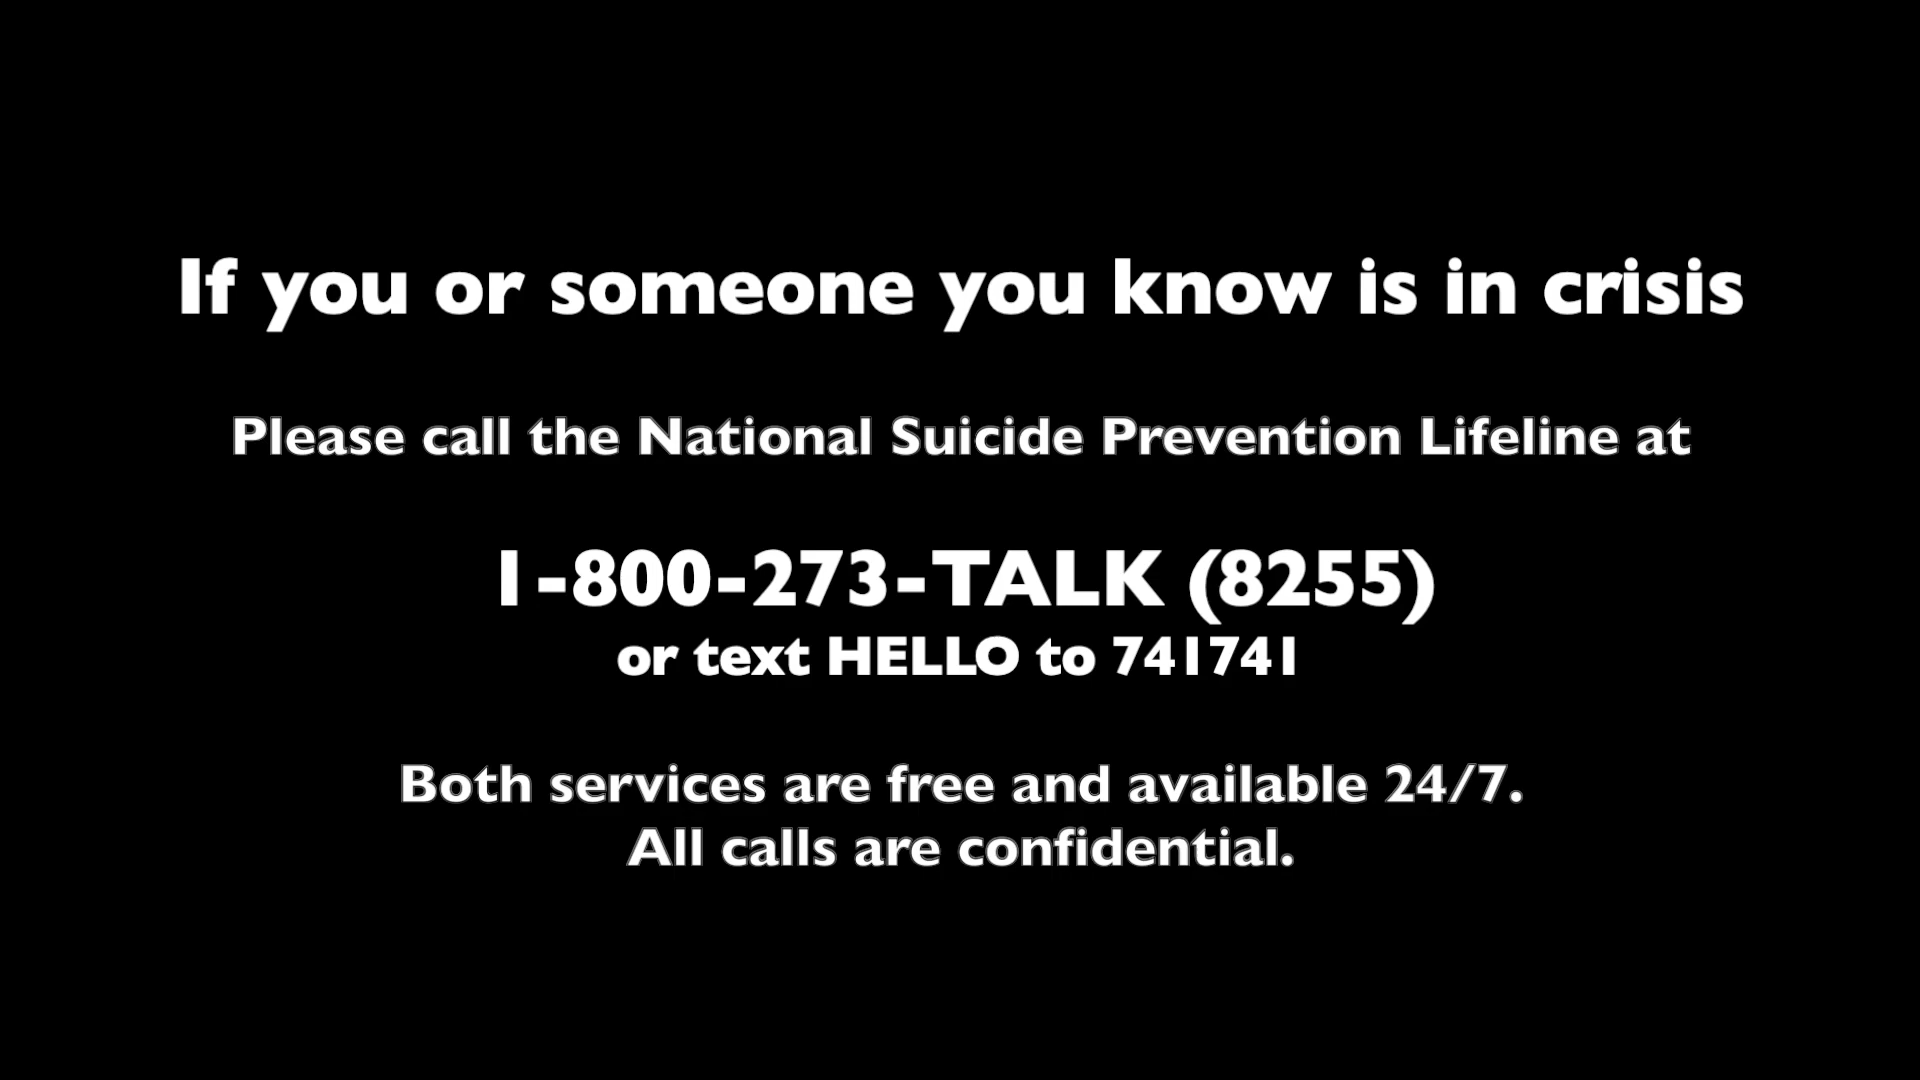 If you or someone you know is in crisis
Please call the National Suicide Prevention Lifeline at
1-800-273-TALK (8255)
or text HELLO to 741741
Both services are free and available 24/7.
All calls are confidential.